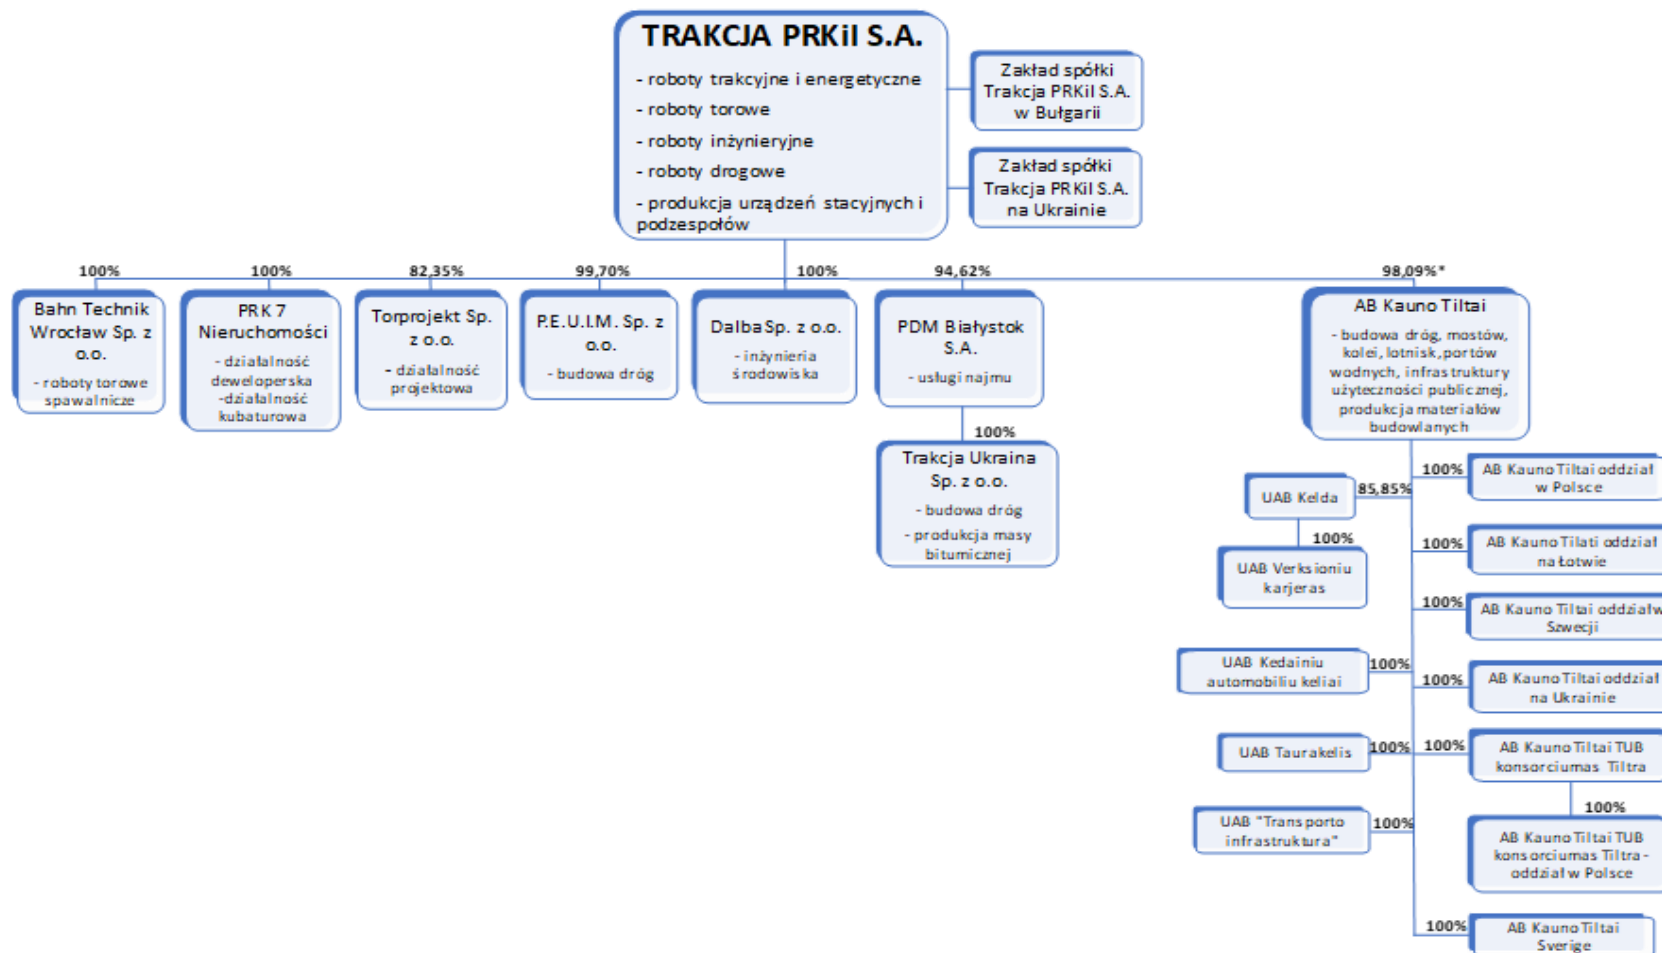 TRAKCJA PRKiI S.A.
- roboty trakcyjne i energetyczne
- roboty torowe
- roboty inżynieryjne
- roboty drogowe
- produkcja urządzeń stacyjnych i
podzespołów
Zakład spółki
Trakcja PRKiI S.A.
w Bułgarii
Zakład spółki
Trakcja PRKiI S.A.
na Ukrainie
100%
Bahn Technik
Wrocław Sp. z
o.o.
- roboty torowe
spawalnicze
100%
PRK 7
Nieruchomości
- działalność
deweloperska
-działalność
kubaturowa
82,35%
Torprojekt Sp.
z o.o.
- działalność
projektowa
99,70%
P.E.U.I.M. Sp. z
o.o.
- budowa dróg
100%
Dalba Sp. z o.o.
- inżynieria
środowiska
94,62%
PDM Białystok
S.A.
- usługi najmu
100%
Trakcja Ukraina
Sp. z o.o.
- budowa dróg
- produkcja masy
bitumicznej
98,09%*
AB Kauno Tiltai
- budowa dróg, mostów,
kolei, lotnisk, portów
wodnych, infrastruktury
użyteczności publicznej,
produkcja materiałów
budowlanych
85,85%
UAB Kelda
100%
UAB Verksioniu
karjeras
100%
UAB Kedainiu
automobiliu keliai
100%
UAB Taurakelis
100%
UAB "Transporto
infrastruktura"
100%
AB Kauno Tiltai oddział
w Polsce
100%
AB Kauno Tilati oddział
na Łotwie
100%
AB Kauno Tiltai oddział w
Szwecji
100%
AB Kauno Tiltai oddział
na Ukrainie
100%
AB Kauno Tiltai TUB
konsorciumas Tiltra
100%
AB Kauno Tiltai TUB
konsorciumas Tiltra -
oddział w Polsce
100%
AB Kauno Tiltai
Sverige